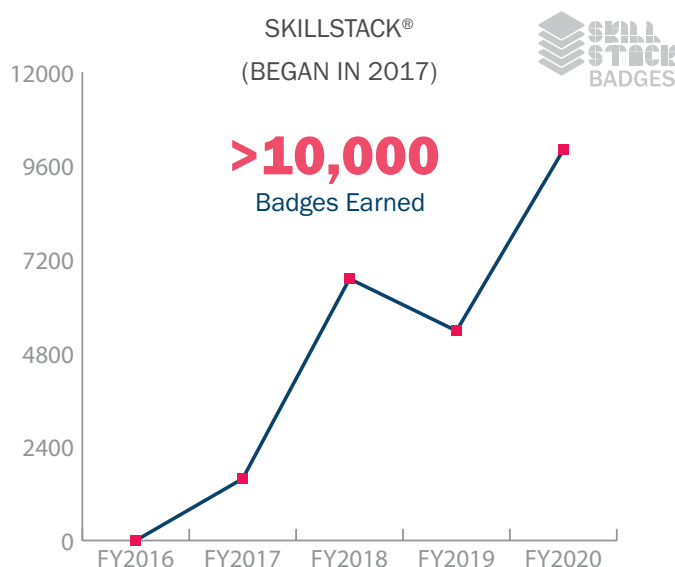 SKILLSTACK®
(BEGAN IN 2017)
SKILL
STACK
BADGES
>10,000
Badges Earned
12000
9600
7200
4800
2400
0
FY2016 FY2017 FY2018 FY2019 FY2020